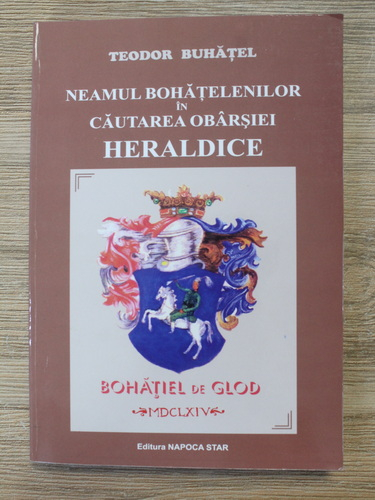 TEODOR BUHĂȚEL
NEAMUL BOHĂȚELENILOR
ÎN
CĂUTAREA OBÂRȘIEI
HERALDICE
BOHĂȚIEL DE GLOD
~MDCLXIV~
Editura NAPOCA STAR